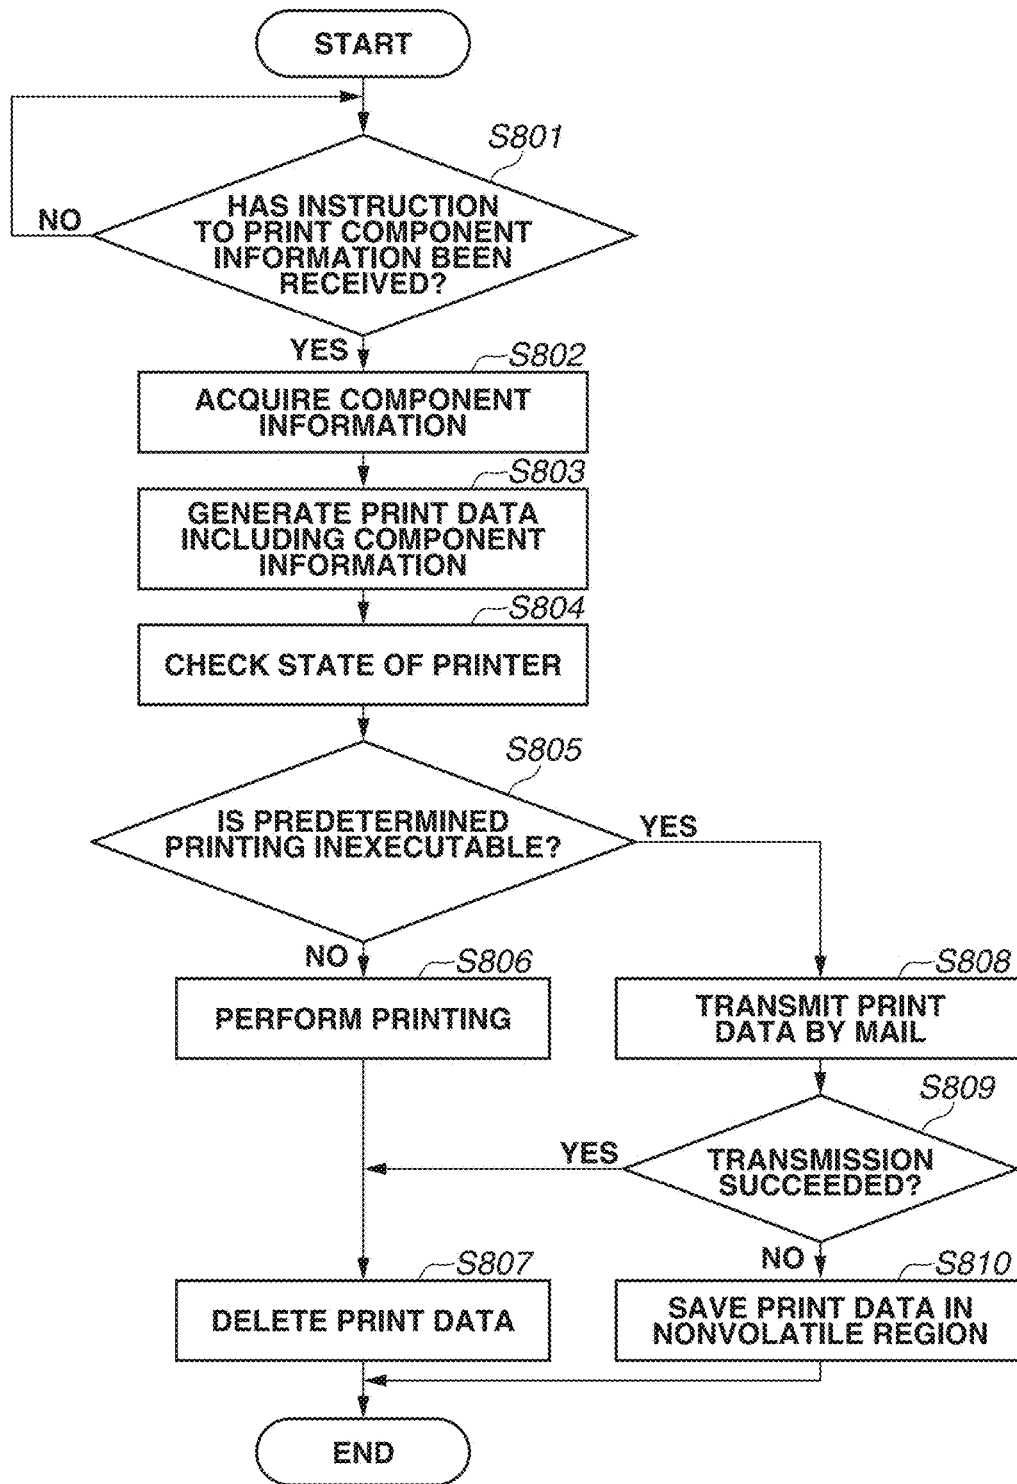 START
S801
HAS INSTRUCTION
TO PRINT COMPONENT
INFORMATION BEEN
RECEIVED?
NO
YES
S802
ACQUIRE COMPONENT
INFORMATION
S803
GENERATE PRINT DATA
INCLUDING COMPONENT
INFORMATION
S804
CHECK STATE OF PRINTER
S805
IS PREDETERMINED
PRINTING INEXECUTABLE?
YES
NO
S806
PERFORM PRINTING
S808
TRANSMIT PRINT
DATA BY MAIL
S809
TRANSMISSION
SUCCEEDED?
YES
NO
S807
DELETE PRINT DATA
S810
SAVE PRINT DATA IN
NONVOLATILE REGION
END